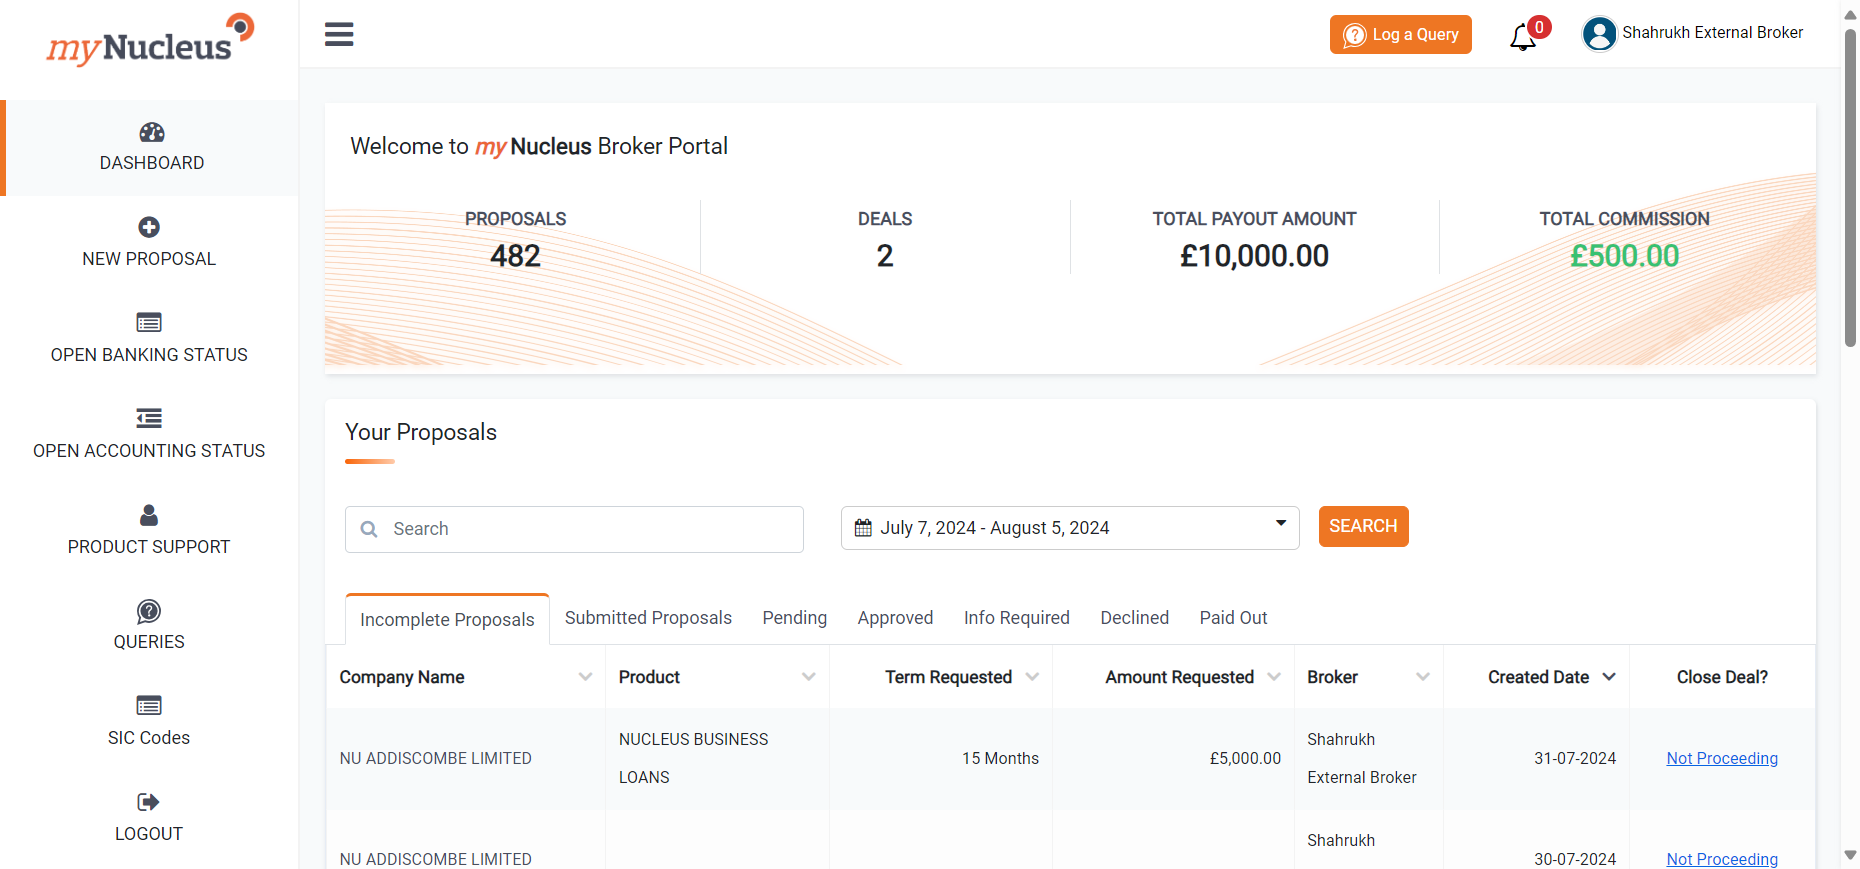 myNucleus
Log a Query
0
Shahrukh External Broker
DASHBOARD
NEW PROPOSAL
OPEN BANKING STATUS
OPEN ACCOUNTING STATUS
PRODUCT SUPPORT
QUERIES
SIC Codes
LOGOUT
Welcome to my Nucleus Broker Portal
PROPOSALS
482
DEALS
2
TOTAL PAYOUT AMOUNT
£10,000.00
TOTAL COMMISSION
£500.00
Your Proposals
Search
July 7, 2024 - August 5, 2024
SEARCH
Incomplete Proposals Submitted Proposals Pending Approved Info Required Declined Paid Out
Company Name Product Term Requested Amount Requested Broker Created Date Close Deal?
NU ADDISCOMBE LIMITED
NUCLEUS BUSINESS
LOANS
15 Months
£5,000.00
Shahrukh
External Broker
31-07-2024
Not Proceeding
NU ADDISCOMBE LIMITED
Shahrukh
30-07-2024
Not Proceeding